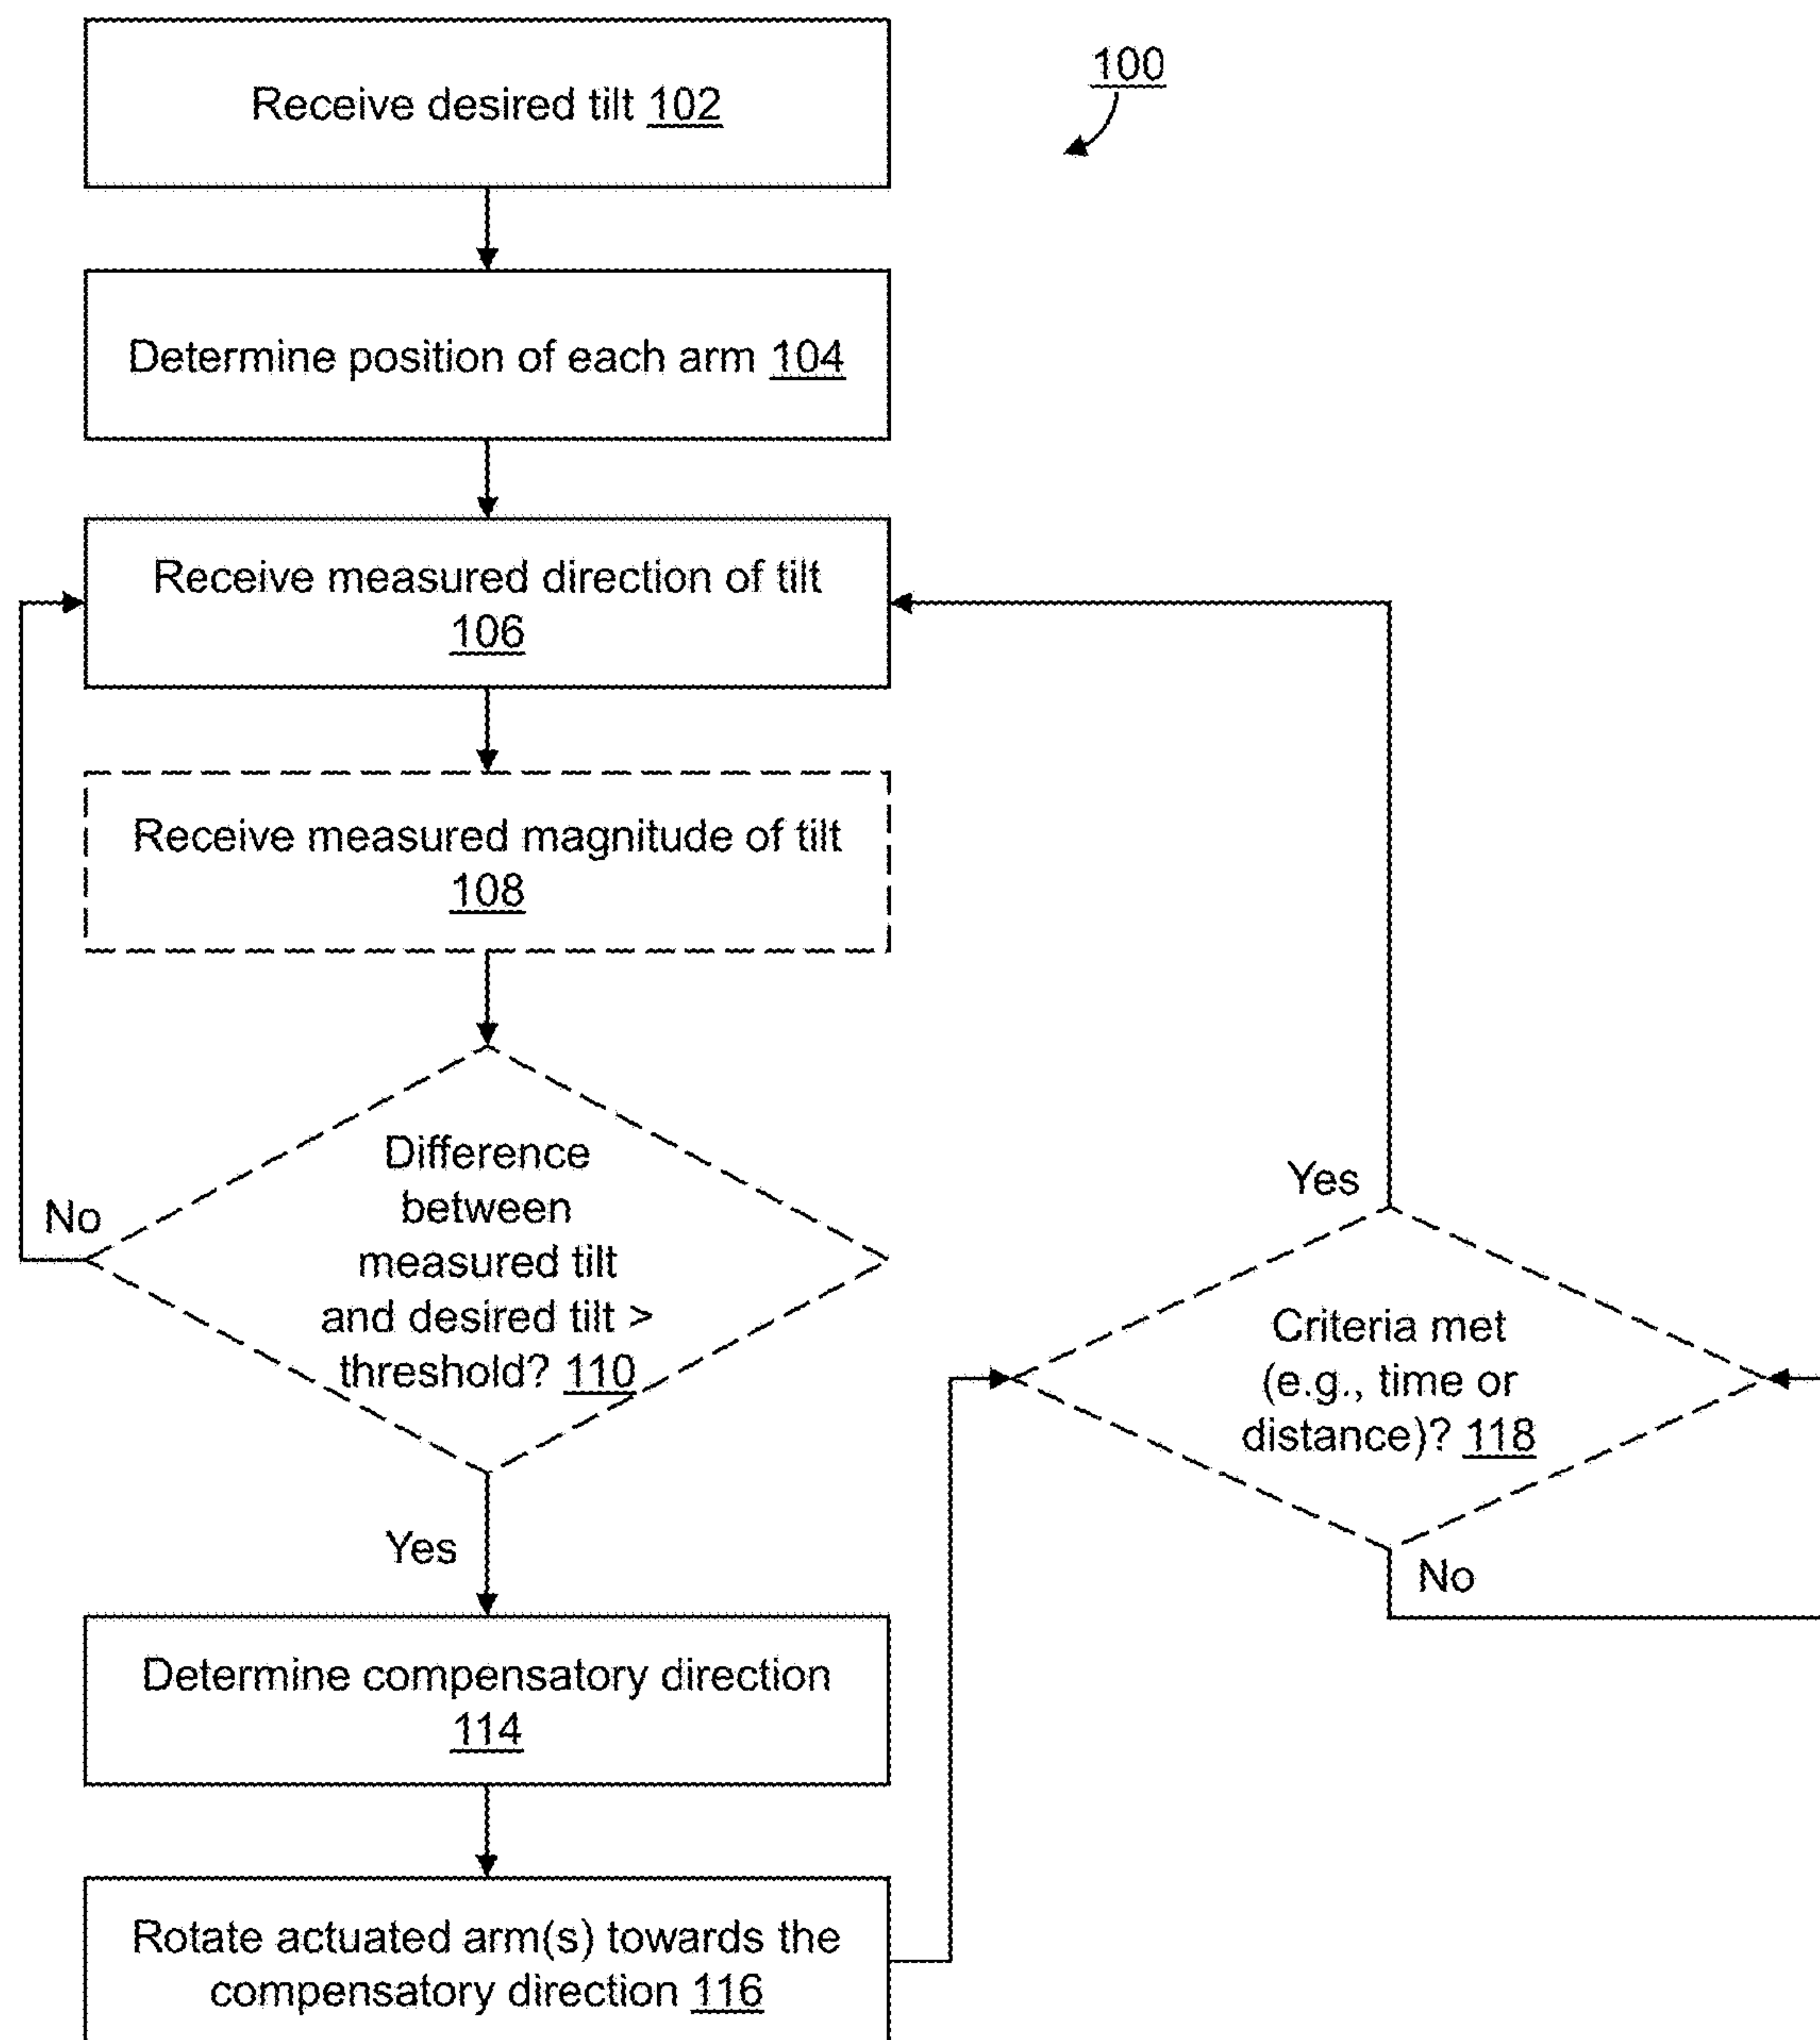 100
Receive desired tilt 102
Determine position of each arm 104
Receive measured direction of tilt
106
Receive measured magnitude of tilt
108
Difference
between
measured tilt
and desired tilt >
threshold? 110
No
Yes
Determine compensatory direction
114
Rotate actuated arm(s) towards the
compensatory direction 116
Yes
Criteria met
(e.g., time or
distance)? 118
No